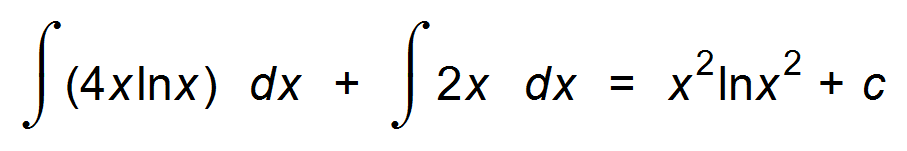 ∫(4xlnx) dx + ∫2x dx = x²lnx² + c